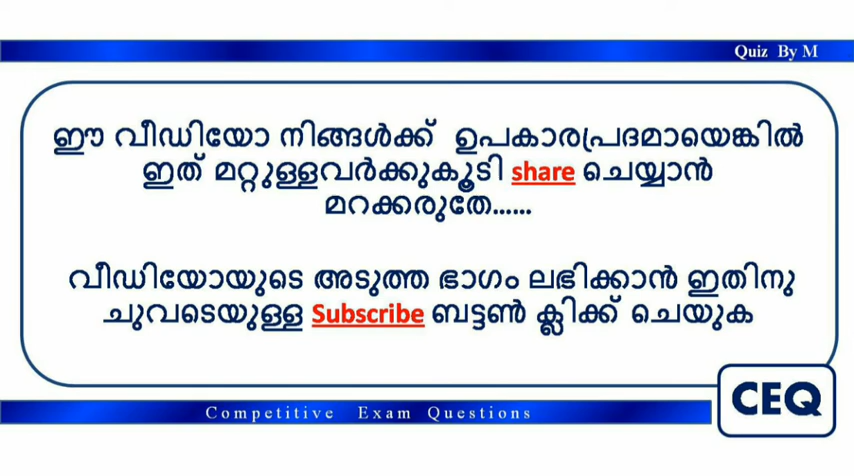 Quiz By M
ഈ വീഡിയോ നിങ്ങൾക്ക് ഉപകാരപ്രദമായെങ്കിൽ
ഇത് മറ്റുള്ളവർക്കുകൂടി share ചെയ്യാൻ
മറക്കരുതേ......
വീഡിയോയുടെ അടുത്ത ഭാഗം ലഭിക്കാൻ ഇതിനു
ചുവടെയുള്ള Subscribe ബട്ടൺ ക്ലിക്ക് ചെയുക
CEQ
Competitive Exam Questions